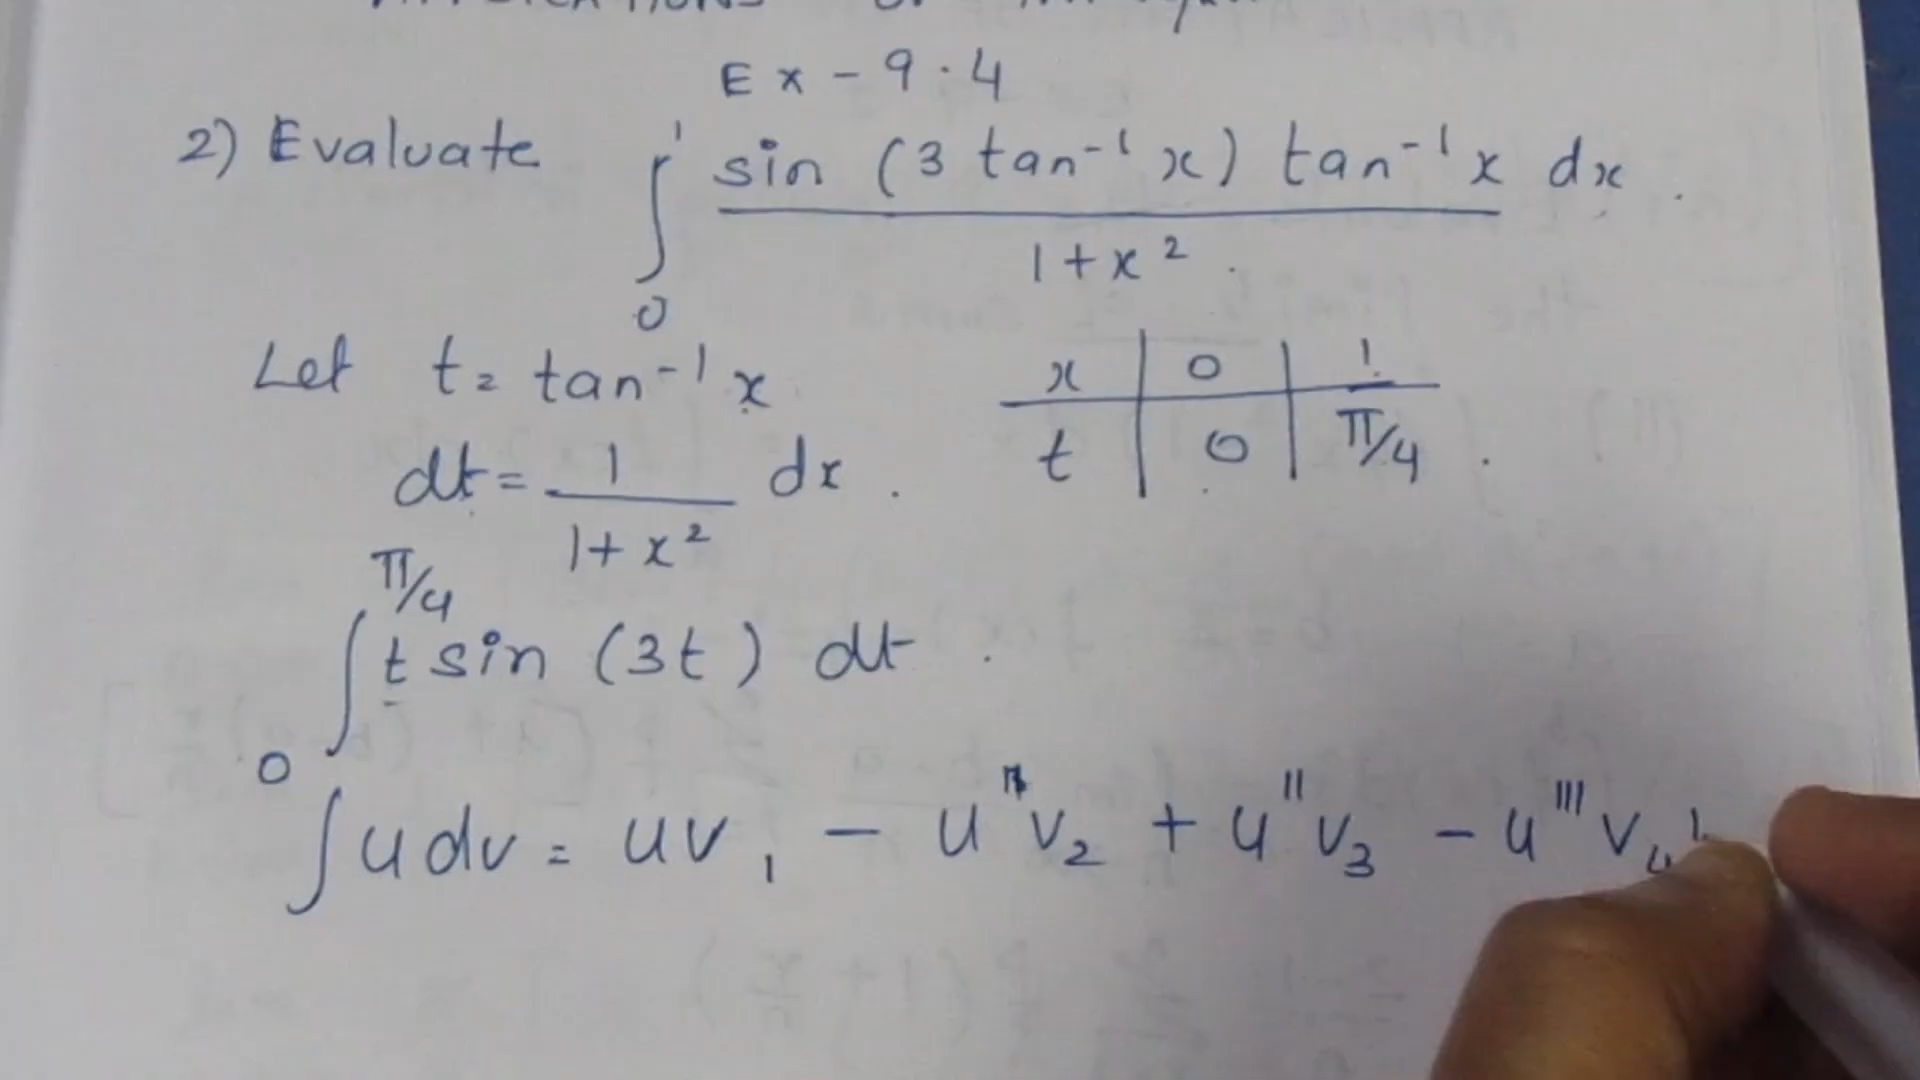 Ex - 9.4
2) Evaluate ∫₀¹ sin (3 tan⁻¹ x) tan⁻¹ x dx .
1 + x² .
Let t = tan⁻¹ x
x | 0 | 1
t | 0 | π/4 .
dt = 1 dx .
1 + x²
π/4
∫ t sin (3t) dt .
0
∫ u dv = uv₁ - u' v₂ + u'' v₃ - u''' v₄